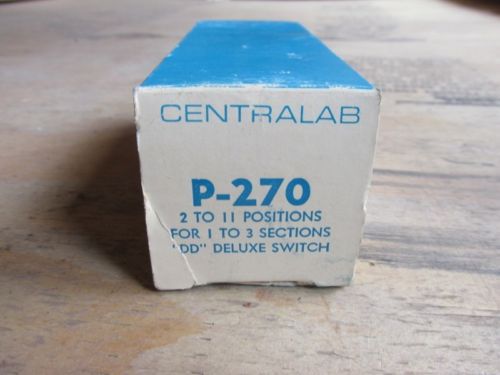 CENTRALAB
P-270
2 TO 11 POSITIONS
FOR 1 TO 3 SECTIONS
"DD" DELUXE SWITCH